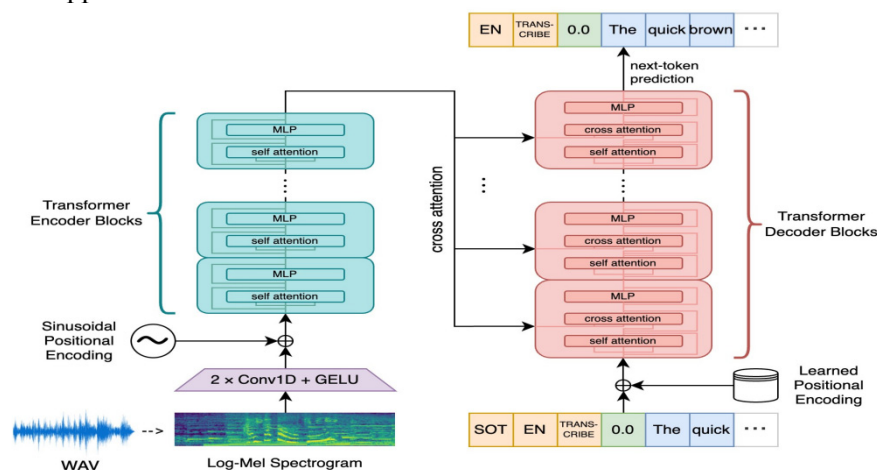 EN TRANS-CRIBE 0.0 The quick brown ...
next-token
prediction
MLP
self attention
MLP
self attention
MLP
self attention
Transformer
Encoder Blocks
Sinusoidal
Positional
Encoding
2 × Conv1D + GELU
WAV
Log-Mel Spectrogram
cross attention
MLP
cross attention
self attention
MLP
cross attention
self attention
MLP
cross attention
self attention
Transformer
Decoder Blocks
Learned
Positional
Encoding
SOT EN TRANS-CRIBE 0.0 The quick ...